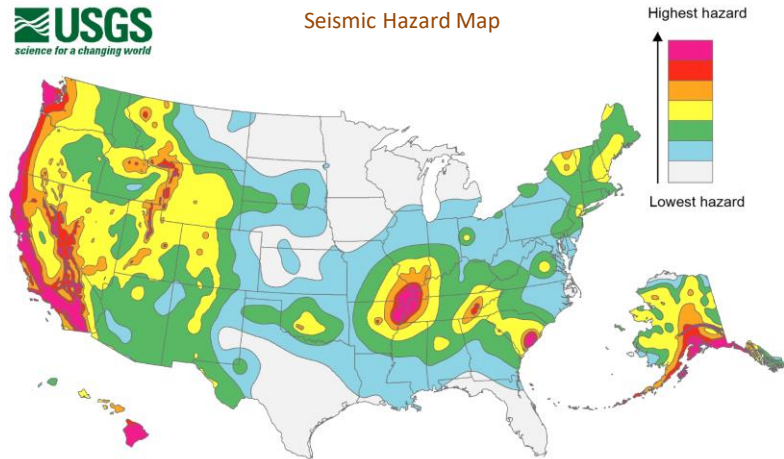 USGS
science for a changing world
Seismic Hazard Map
Highest hazard
Lowest hazard